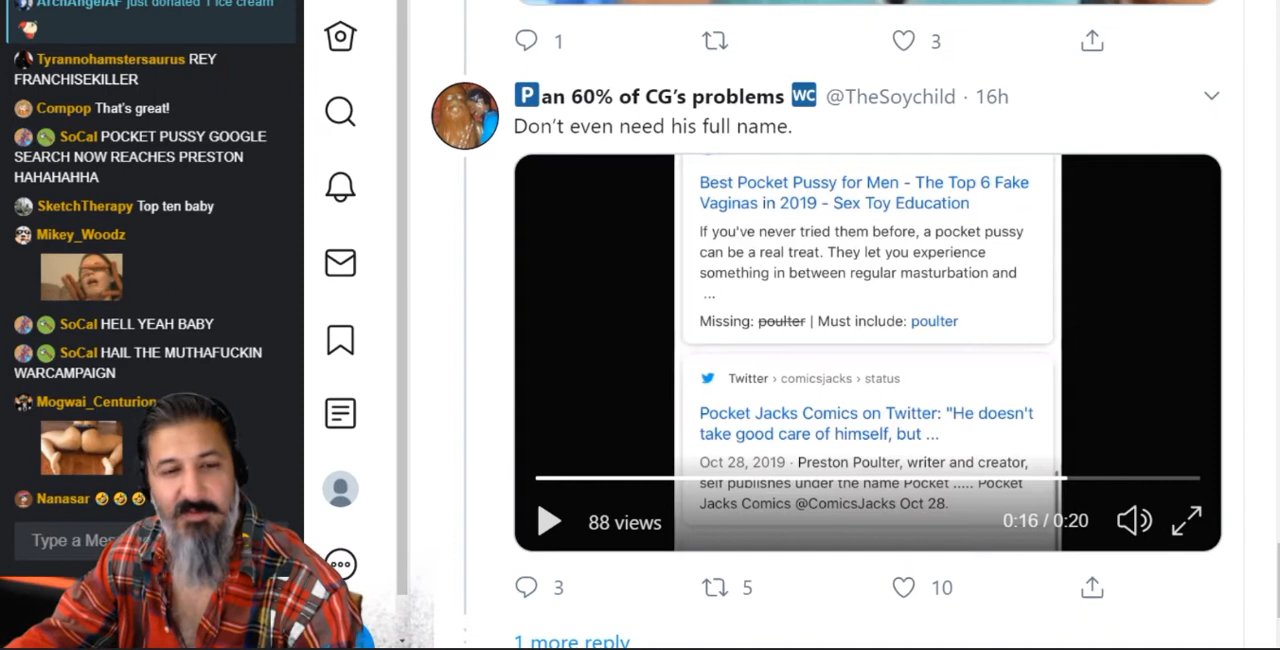 ArchAngelAF just donated 1 ice cream
Tyrannohamstersaurus REY
FRANCHISEKILLER
Compop That's great!
SoCal POCKET PUSSY GOOGLE
SEARCH NOW REACHES PRESTON
HAHAHAHHA
SketchTherapy Top ten baby
Mikey_Woodz
SoCal HELL YEAH BABY
SoCal HAIL THE MUTHAFUCKIN
WARCAMPAIGN
Mogwai_Centurion
Nanasar
Type a Mes
1 3
P an 60% of CG's problems WC @TheSoychild · 16h
Don't even need his full name.
Best Pocket Pussy for Men - The Top 6 Fake
Vaginas in 2019 - Sex Toy Education
If you've never tried them before, a pocket pussy
can be a real treat. They let you experience
something in between regular masturbation and
...
Missing: poulter | Must include: poulter
Twitter › comicsjacks › status
Pocket Jacks Comics on Twitter: "He doesn't
take good care of himself, but ...
Oct 28, 2019 · Preston Poulter, writer and creator,
self publishes under the name Pocket ..... Pocket
Jacks Comics @ComicsJacks Oct 28.
88 views 0:16 / 0:20
3 5 10
1 more reply